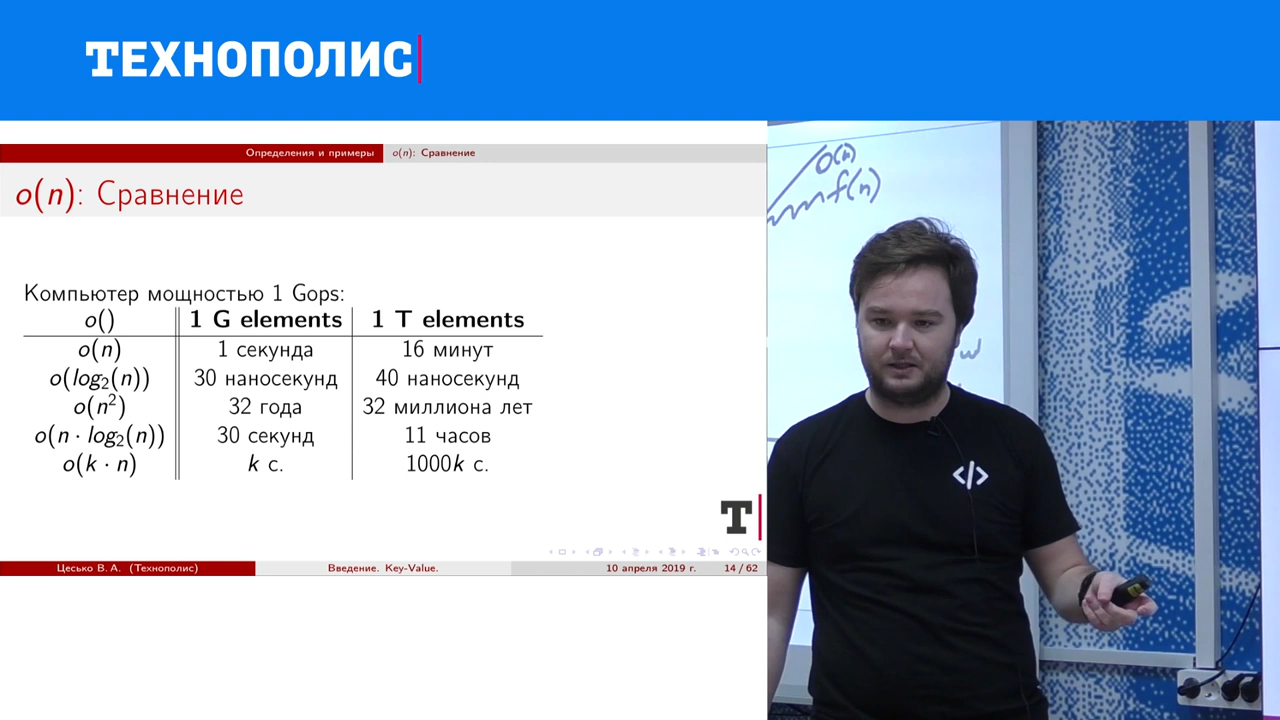 ТЕХНОПОЛИС
Определения и примеры o(n): Сравнение
o(n): Сравнение
Компьютер мощностью 1 Gops:
o() 1 G elements 1 T elements
o(n) 1 секунда 16 минут
o(log₂(n)) 30 наносекунд 40 наносекунд
o(n²) 32 года 32 миллиона лет
o(n · log₂(n)) 30 секунд 11 часов
o(k · n) k с. 1000k с.
T
Цесько В. А. (Технополис) Введение. Key-Value. 10 апреля 2019 г. 14 / 62
o(n)
f(n)
w
</>